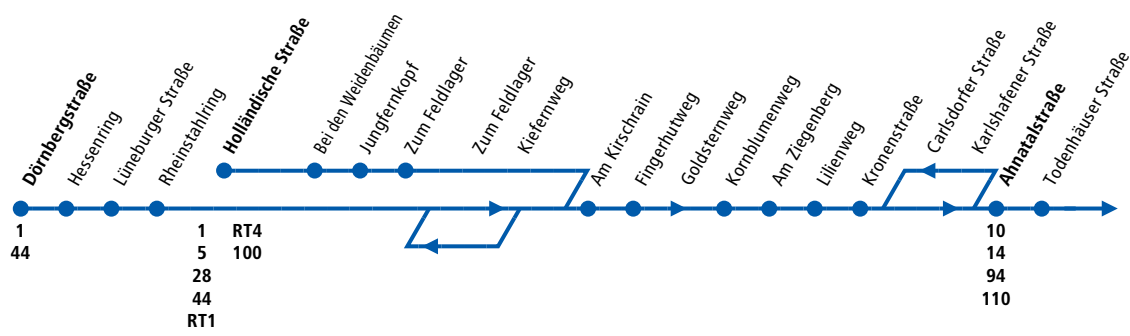 Dörnbergstraße
Hessenring
Lüneburger Straße
Rheinstahlring
Holländische Straße
Bei den Weidenbäumen
Jungfernkopf
Zum Feldlager
Zum Feldlager
Kiefernweg
Am Kirschrain
Fingerhutweg
Goldsternweg
Kornblumenweg
Am Ziegenberg
Lilienweg
Kronenstraße
Carlsdorfer Straße
Karlshafener Straße
Ahnatalstraße
Todenhäuser Straße
1
44
1 RT4
5 100
28
44
RT1
10
14
94
110